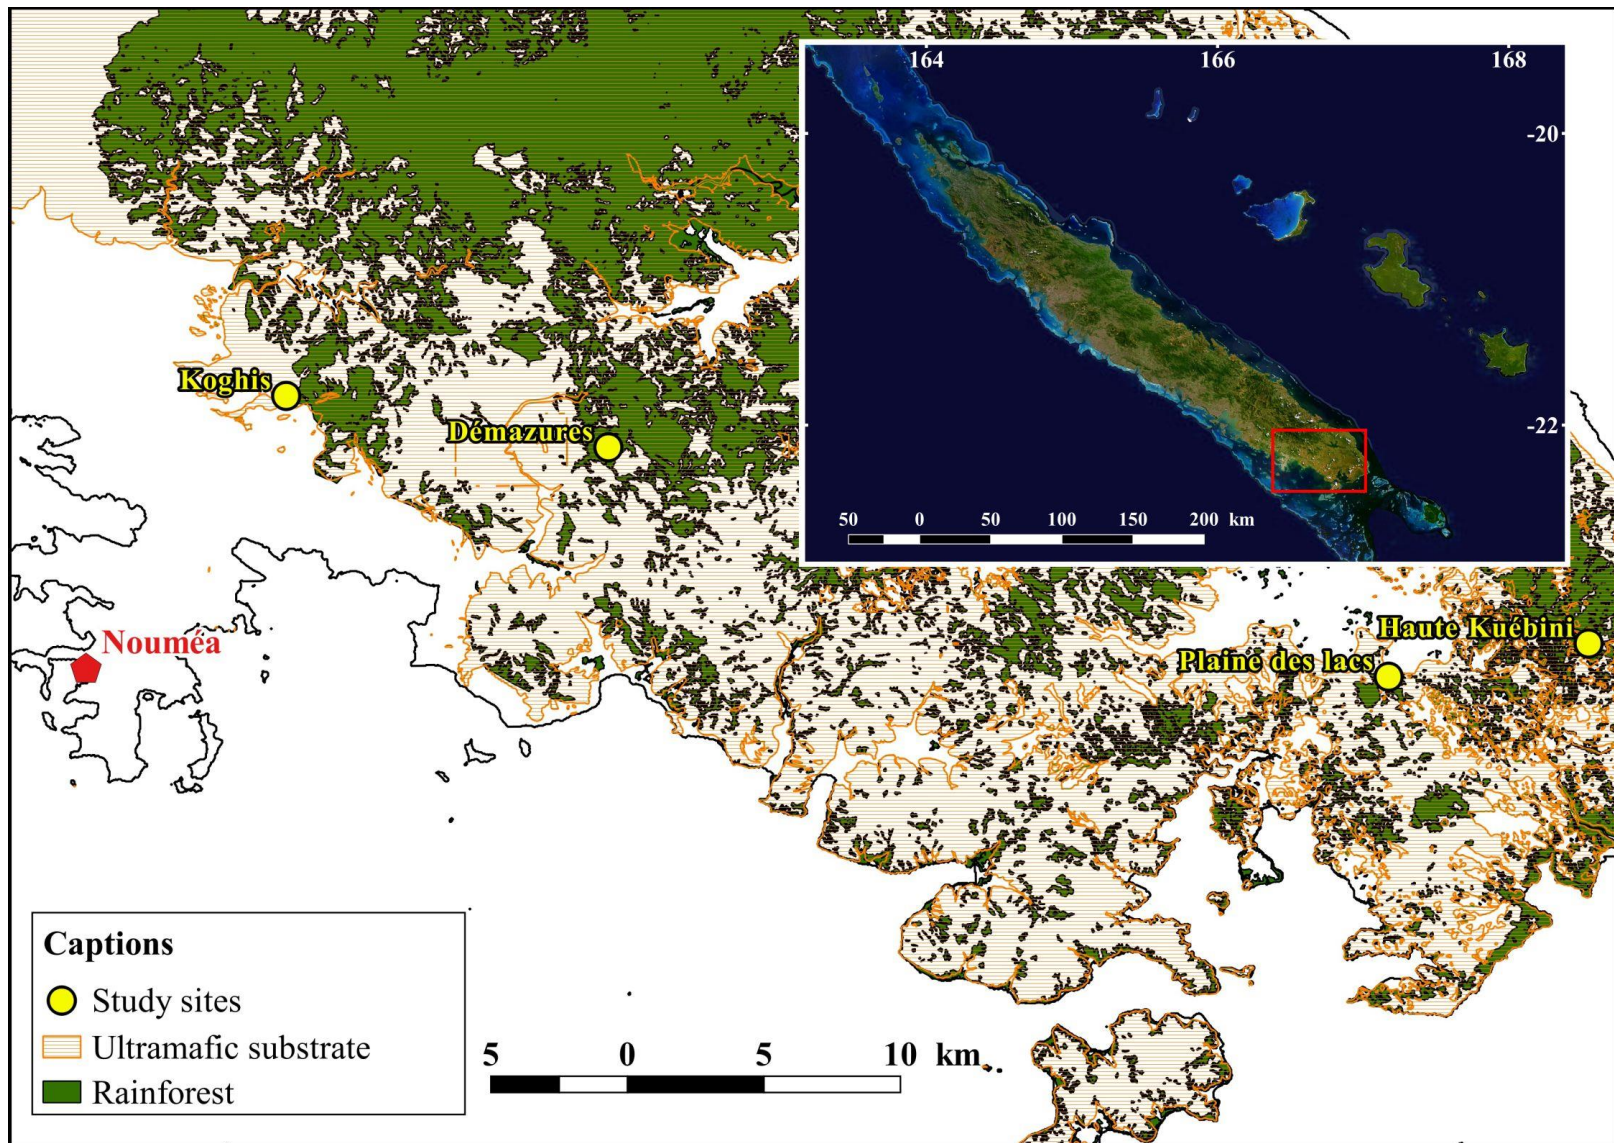 164 166 168
-20
-22
50 0 50 100 150 200 km
Koghis
Démazures
Haute Kuébini
Plaine des lacs
Nouméa
Captions
Study sites
Ultramafic substrate
Rainforest
5 0 5 10 km